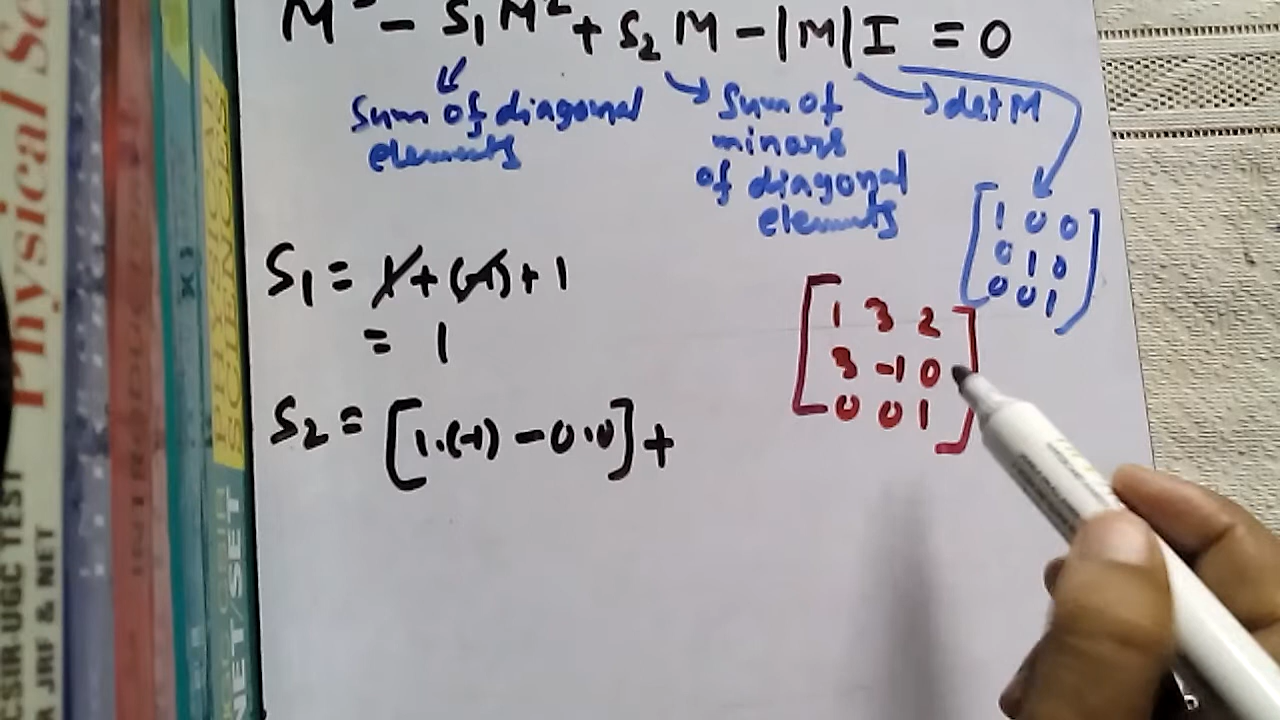 Physical Sc
CSIR-UGC TEST
JRF & NET
NET/SET
M³ - S₁M² + S₂M - |M| I = 0
Sum of diagonal
elements
Sum of
minors
of diagonal
elements
det M
1 0 0
0 1 0
0 0 1
S₁ = 1 + (-1) + 1
= 1
1 3 2
3 -1 0
0 0 1
S₂ = [1.(-1) - 0.0] +